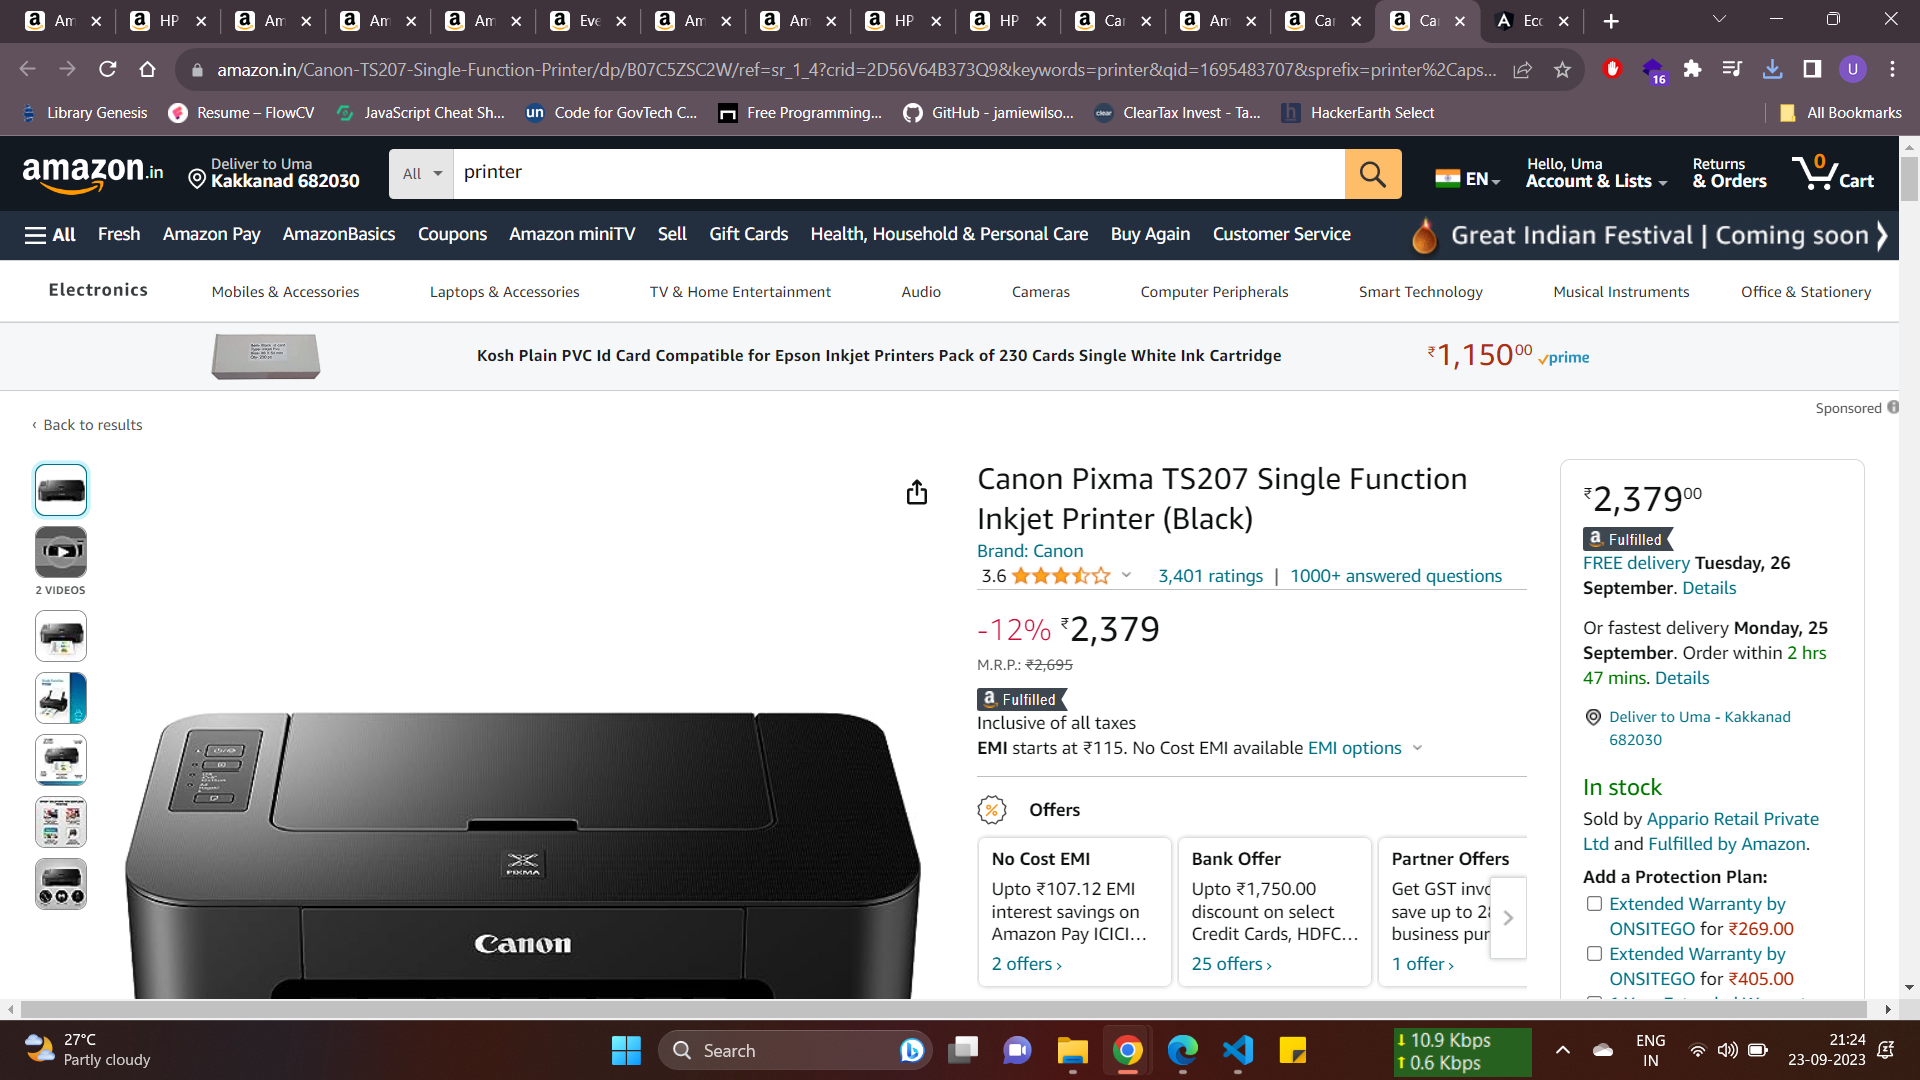 Am
HP
Am
Am
Am
Eve
Am
Am
HP
HP
Car
Am
Car
Car
Eco
amazon.in/Canon-TS207-Single-Function-Printer/dp/B07C5ZSC2W/ref=sr_1_4?crid=2D56V64B373Q9&keywords=printer&qid=1695483707&sprefix=printer%2Caps...
16
U
Library Genesis
Resume – FlowCV
JavaScript Cheat Sh...
un Code for GovTech C...
Free Programming...
GitHub - jamiewilso...
clear ClearTax Invest - Ta...
h HackerEarth Select
All Bookmarks
amazon.in
Deliver to Uma
Kakkanad 682030
All
printer
EN
Hello, Uma
Account & Lists
Returns
& Orders
0
Cart
All
Fresh
Amazon Pay
AmazonBasics
Coupons
Amazon miniTV
Sell
Gift Cards
Health, Household & Personal Care
Buy Again
Customer Service
Great Indian Festival | Coming soon
Electronics
Mobiles & Accessories
Laptops & Accessories
TV & Home Entertainment
Audio
Cameras
Computer Peripherals
Smart Technology
Musical Instruments
Office & Stationery
Kosh Plain PVC Id Card Compatible for Epson Inkjet Printers Pack of 230 Cards Single White Ink Cartridge
₹1,15000 prime
Sponsored
‹ Back to results
2 VIDEOS
PIXMA
Canon
Canon Pixma TS207 Single Function
Inkjet Printer (Black)
Brand: Canon
3.6
3,401 ratings | 1000+ answered questions
-12% ₹2,379
M.R.P.: ₹2,695
a Fulfilled
Inclusive of all taxes
EMI starts at ₹115. No Cost EMI available EMI options
Offers
No Cost EMI
Upto ₹107.12 EMI
interest savings on
Amazon Pay ICICI…
2 offers ›
Bank Offer
Upto ₹1,750.00
discount on select
Credit Cards, HDFC…
25 offers ›
Partner Offers
Get GST invo
save up to 28
business pur
1 offer ›
₹2,37900
a Fulfilled
FREE delivery Tuesday, 26
September. Details
Or fastest delivery Monday, 25
September. Order within 2 hrs
47 mins. Details
Deliver to Uma - Kakkanad
682030
In stock
Sold by Appario Retail Private
Ltd and Fulfilled by Amazon.
Add a Protection Plan:
Extended Warranty by
ONSITEGO for ₹269.00
Extended Warranty by
ONSITEGO for ₹405.00
27°C
Partly cloudy
Search
10.9 Kbps
0.6 Kbps
ENG
IN
21:24
23-09-2023